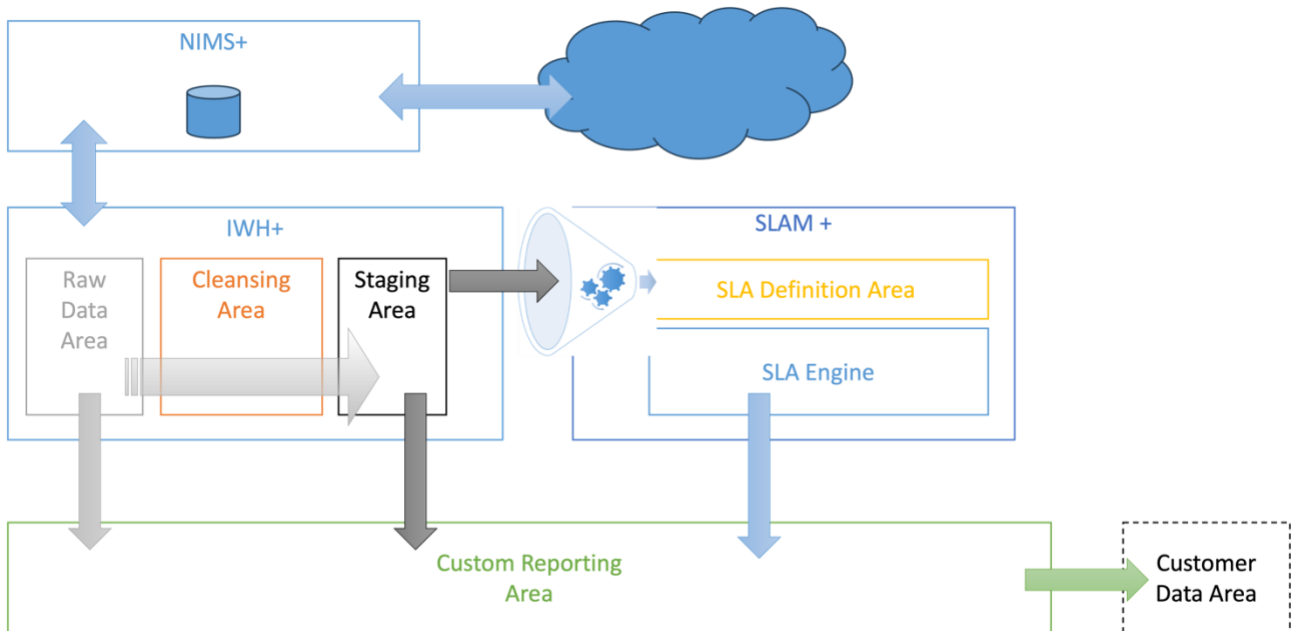 NIMS+
IWH+
SLAM +
Raw
Data
Area
Cleansing
Area
Staging
Area
SLA Definition Area
SLA Engine
Custom Reporting
Area
Customer
Data Area